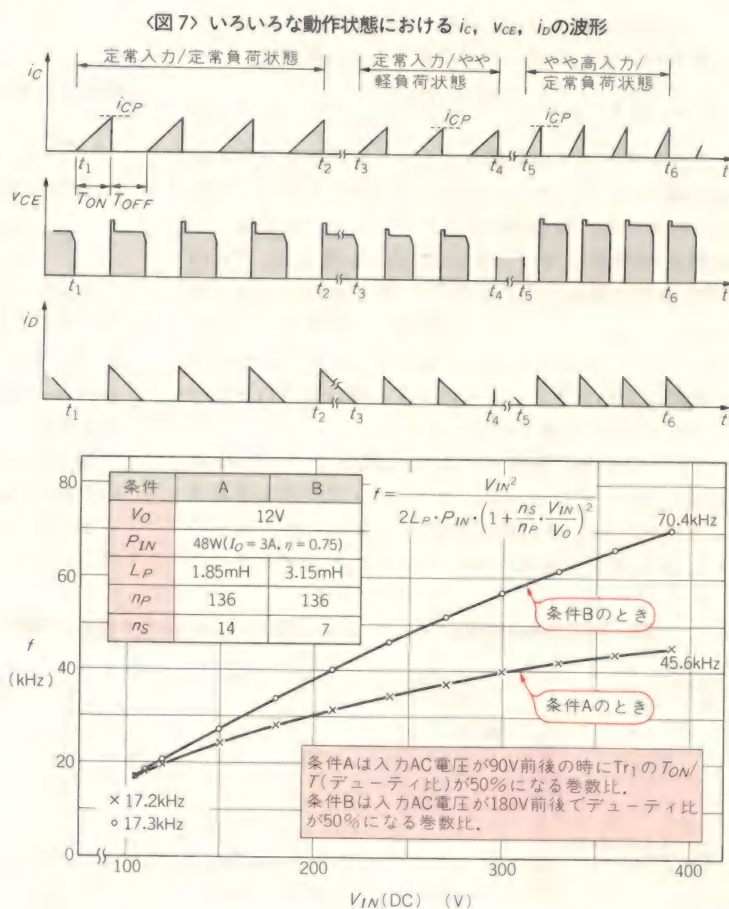 〈図7〉いろいろな動作状態における iC, vCE, iDの波形
定常入力/定常負荷状態
定常入力/やや
軽負荷状態
やや高入力/
定常負荷状態
iC
iCP
iCP
iCP
t1
t2
t3
t4
t5
t6
t
TON
TOFF
vCE
t1
t2
t3
t4
t5
t6
t
iD
t1
t2
t3
t4
t5
t6
t
条件 A B
VO 12V
PIN 48W(IO=3A, η=0.75)
LP 1.85mH 3.15mH
nP 136 136
nS 14 7
f=VIN²/2LP・PIN・(1+nS/nP・VIN/VO)²
70.4kHz
条件Bのとき
45.6kHz
条件Aのとき
× 17.2kHz
○ 17.3kHz
条件Aは入力AC電圧が90V前後の時にTr1のTON/
T(デューティ比)が50%になる巻数比.
条件Bは入力AC電圧が180V前後でデューティ比
が50%になる巻数比.
80
60
40
20
0
f
(kHz)
100
200
300
400
VIN(DC) (V)